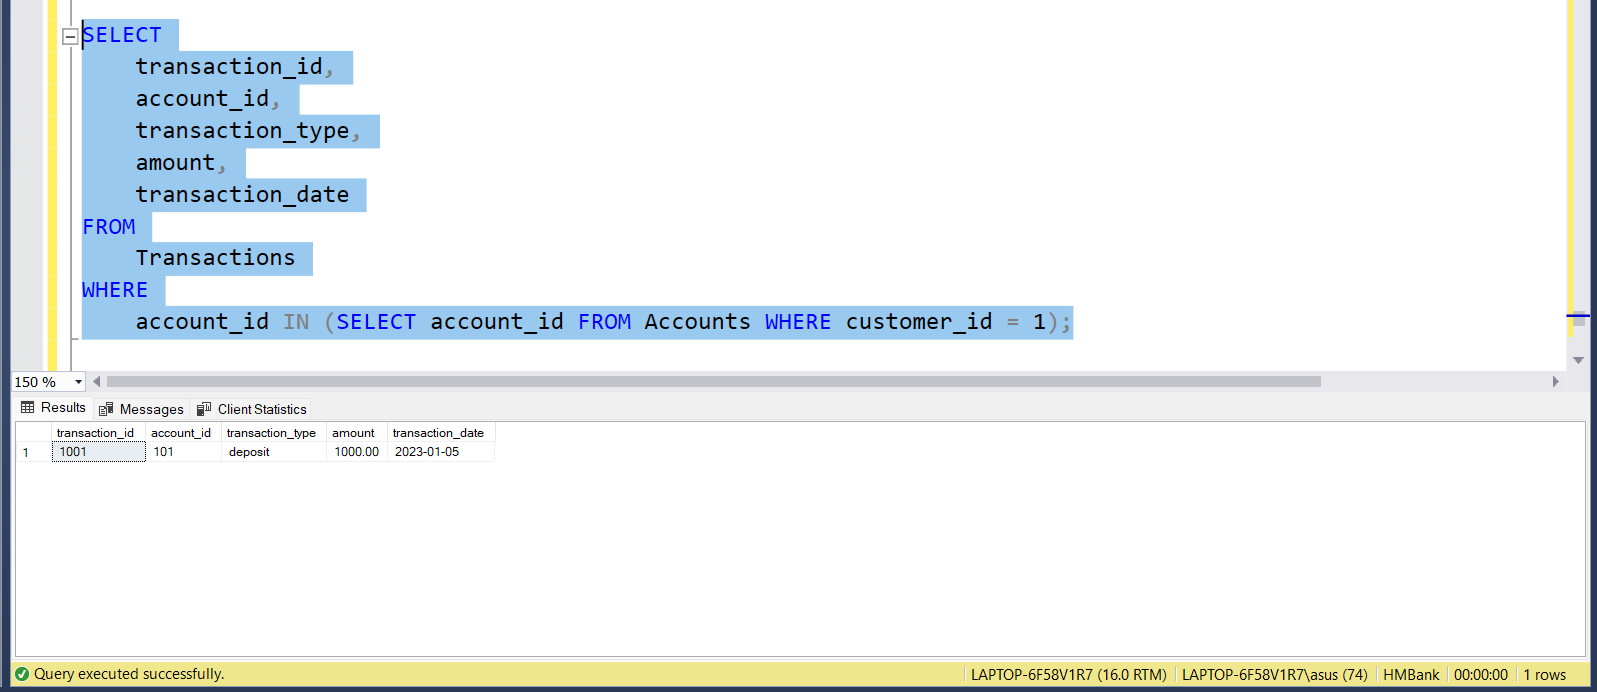 SELECT
transaction_id,
account_id,
transaction_type,
amount,
transaction_date
FROM
Transactions
WHERE
account_id IN (SELECT account_id FROM Accounts WHERE customer_id = 1);
150 %
Results Messages Client Statistics
transaction_id account_id transaction_type amount transaction_date
1 1001 101 deposit 1000.00 2023-01-05
Query executed successfully. LAPTOP-6F58V1R7 (16.0 RTM) LAPTOP-6F58V1R7\asus (74) HMBank 00:00:00 1 rows